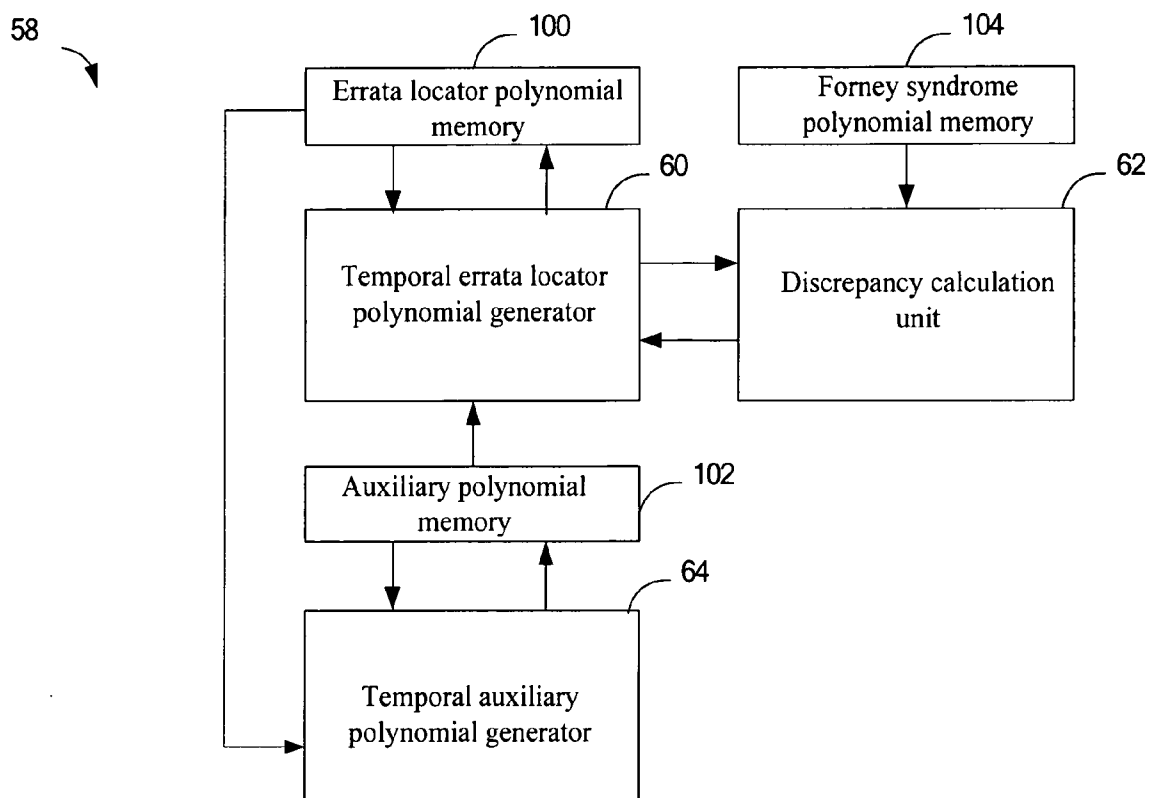 58
100
104
Errata locator polynomial
memory
Forney syndrome
polynomial memory
60
62
Temporal errata locator
polynomial generator
Discrepancy calculation
unit
Auxiliary polynomial
memory
102
64
Temporal auxiliary
polynomial generator